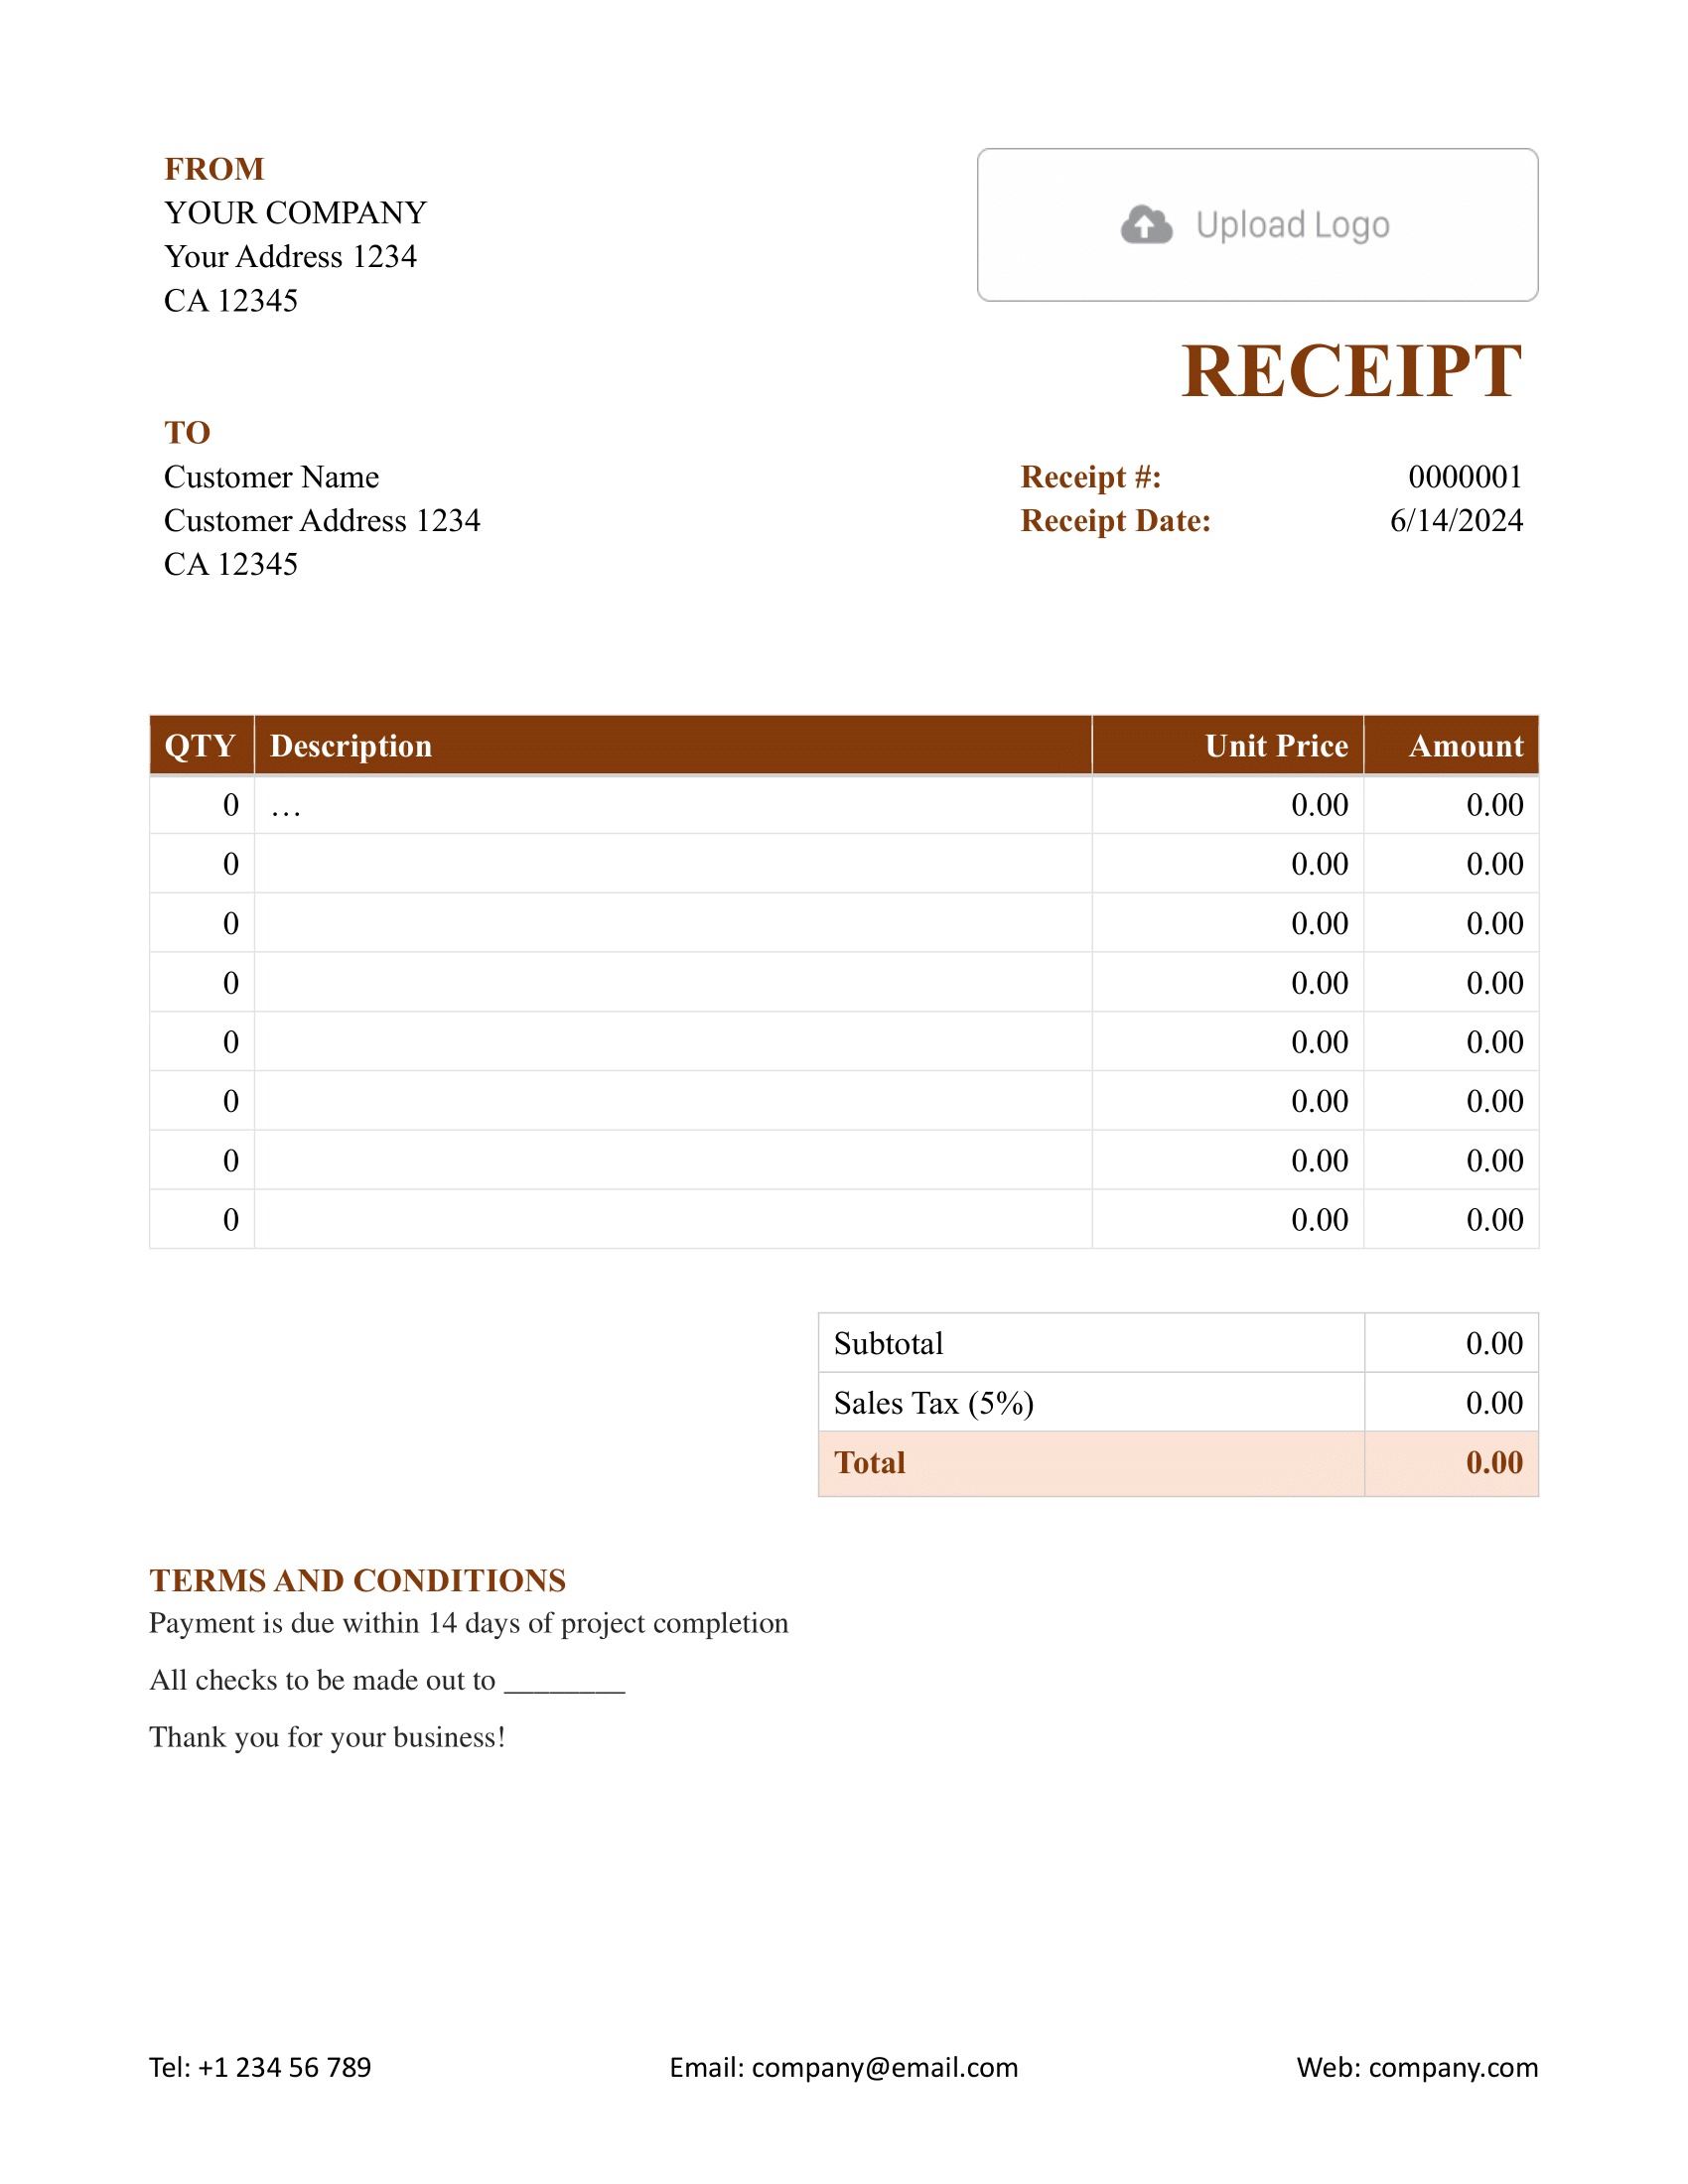 FROM
YOUR COMPANY
Your Address 1234
CA 12345
Upload Logo
RECEIPT
TO
Customer Name
Customer Address 1234
CA 12345
Receipt #: 0000001
Receipt Date: 6/14/2024
QTY Description Unit Price Amount
0 … 0.00 0.00
0 0.00 0.00
0 0.00 0.00
0 0.00 0.00
0 0.00 0.00
0 0.00 0.00
0 0.00 0.00
0 0.00 0.00
Subtotal 0.00
Sales Tax (5%) 0.00
Total 0.00
TERMS AND CONDITIONS
Payment is due within 14 days of project completion
All checks to be made out to ________
Thank you for your business!
Tel: +1 234 56 789 Email: company@email.com Web: company.com